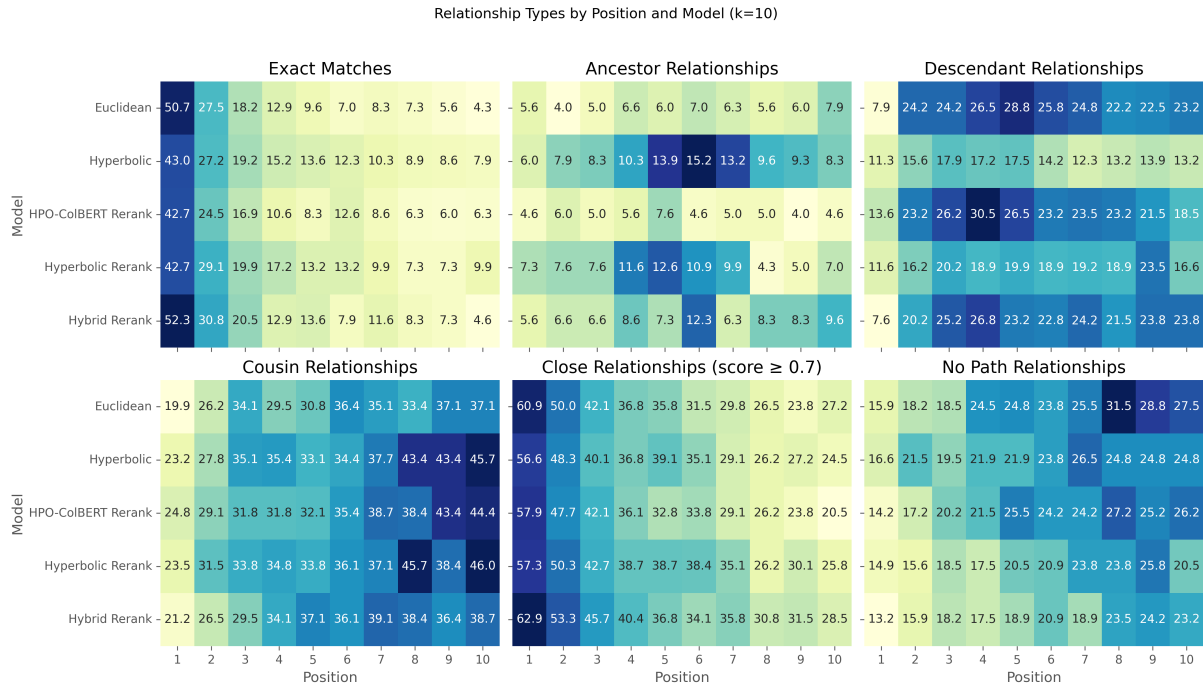 Relationship Types by Position and Model (k=10)
Exact Matches
Ancestor Relationships
Descendant Relationships
Model
Euclidean 50.7 27.5 18.2 12.9 9.6 7.0 8.3 7.3 5.6 4.3
5.6 4.0 5.0 6.6 6.0 7.0 6.3 5.6 6.0 7.9
7.9 24.2 24.2 26.5 28.8 25.8 24.8 22.2 22.5 23.2
Hyperbolic 43.0 27.2 19.2 15.2 13.6 12.3 10.3 8.9 8.6 7.9
6.0 7.9 8.3 10.3 13.9 15.2 13.2 9.6 9.3 8.3
11.3 15.6 17.9 17.2 17.5 14.2 12.3 13.2 13.9 13.2
HPO-ColBERT Rerank 42.7 24.5 16.9 10.6 8.3 12.6 8.6 6.3 6.0 6.3
4.6 6.0 5.0 5.6 7.6 4.6 5.0 5.0 4.0 4.6
13.6 23.2 26.2 30.5 26.5 23.2 23.5 23.2 21.5 18.5
Hyperbolic Rerank 42.7 29.1 19.9 17.2 13.2 13.2 9.9 7.3 7.3 9.9
7.3 7.6 7.6 11.6 12.6 10.9 9.9 4.3 5.0 7.0
11.6 16.2 20.2 18.9 19.9 18.9 19.2 18.9 23.5 16.6
Hybrid Rerank 52.3 30.8 20.5 12.9 13.6 7.9 11.6 8.3 7.3 4.6
5.6 6.6 6.6 8.6 7.3 12.3 6.3 8.3 8.3 9.6
7.6 20.2 25.2 26.8 23.2 22.8 24.2 21.5 23.8 23.8
Cousin Relationships
Close Relationships (score ≥ 0.7)
No Path Relationships
Model
Euclidean 19.9 26.2 34.1 29.5 30.8 36.4 35.1 33.4 37.1 37.1
60.9 50.0 42.1 36.8 35.8 31.5 29.8 26.5 23.8 27.2
15.9 18.2 18.5 24.5 24.8 23.8 25.5 31.5 28.8 27.5
Hyperbolic 23.2 27.8 35.1 35.4 33.1 34.4 37.7 43.4 43.4 45.7
56.6 48.3 40.1 36.8 39.1 35.1 29.1 26.2 27.2 24.5
16.6 21.5 19.5 21.9 21.9 23.8 26.5 24.8 24.8 24.8
HPO-ColBERT Rerank 24.8 29.1 31.8 31.8 32.1 35.4 38.7 38.4 43.4 44.4
57.9 47.7 42.1 36.1 32.8 33.8 29.1 26.2 23.8 20.5
14.2 17.2 20.2 21.5 25.5 24.2 24.2 27.2 25.2 26.2
Hyperbolic Rerank 23.5 31.5 33.8 34.8 33.8 36.1 37.1 45.7 38.4 46.0
57.3 50.3 42.7 38.7 38.7 38.4 35.1 26.2 30.1 25.8
14.9 15.6 18.5 17.5 20.5 20.9 23.8 23.8 25.8 20.5
Hybrid Rerank 21.2 26.5 29.5 34.1 37.1 36.1 39.1 38.4 36.4 38.7
62.9 53.3 45.7 40.4 36.8 34.1 35.8 30.8 31.5 28.5
13.2 15.9 18.2 17.5 18.9 20.9 18.9 23.5 24.2 23.2
1 2 3 4 5 6 7 8 9 10
1 2 3 4 5 6 7 8 9 10
1 2 3 4 5 6 7 8 9 10
Position
Position
Position